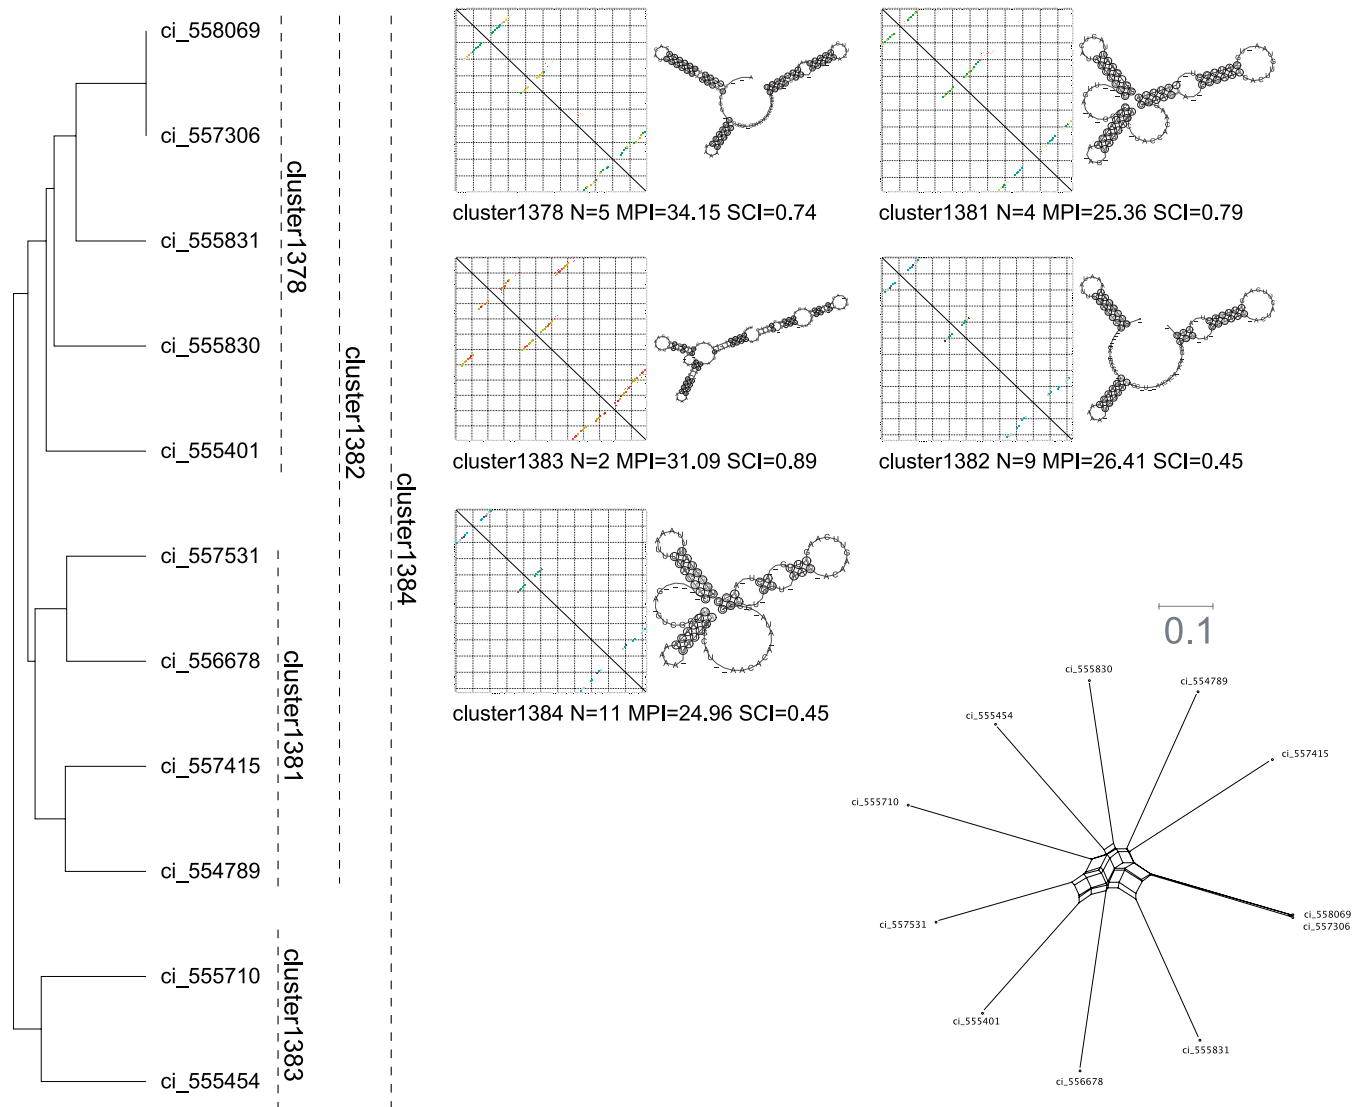 ci_558069
ci_557306
ci_555831
ci_555830
ci_555401
ci_557531
ci_556678
ci_557415
ci_554789
ci_555710
ci_555454
cluster1378
cluster1381
cluster1383
cluster1382
cluster1384
cluster1378 N=5 MPI=34.15 SCI=0.74
cluster1381 N=4 MPI=25.36 SCI=0.79
cluster1383 N=2 MPI=31.09 SCI=0.89
cluster1382 N=9 MPI=26.41 SCI=0.45
cluster1384 N=11 MPI=24.96 SCI=0.45
0.1
ci_555830
ci_554789
ci_555454
ci_557415
ci_555710
ci_558069
ci_557306
ci_557531
ci_555401
ci_555831
ci_556678